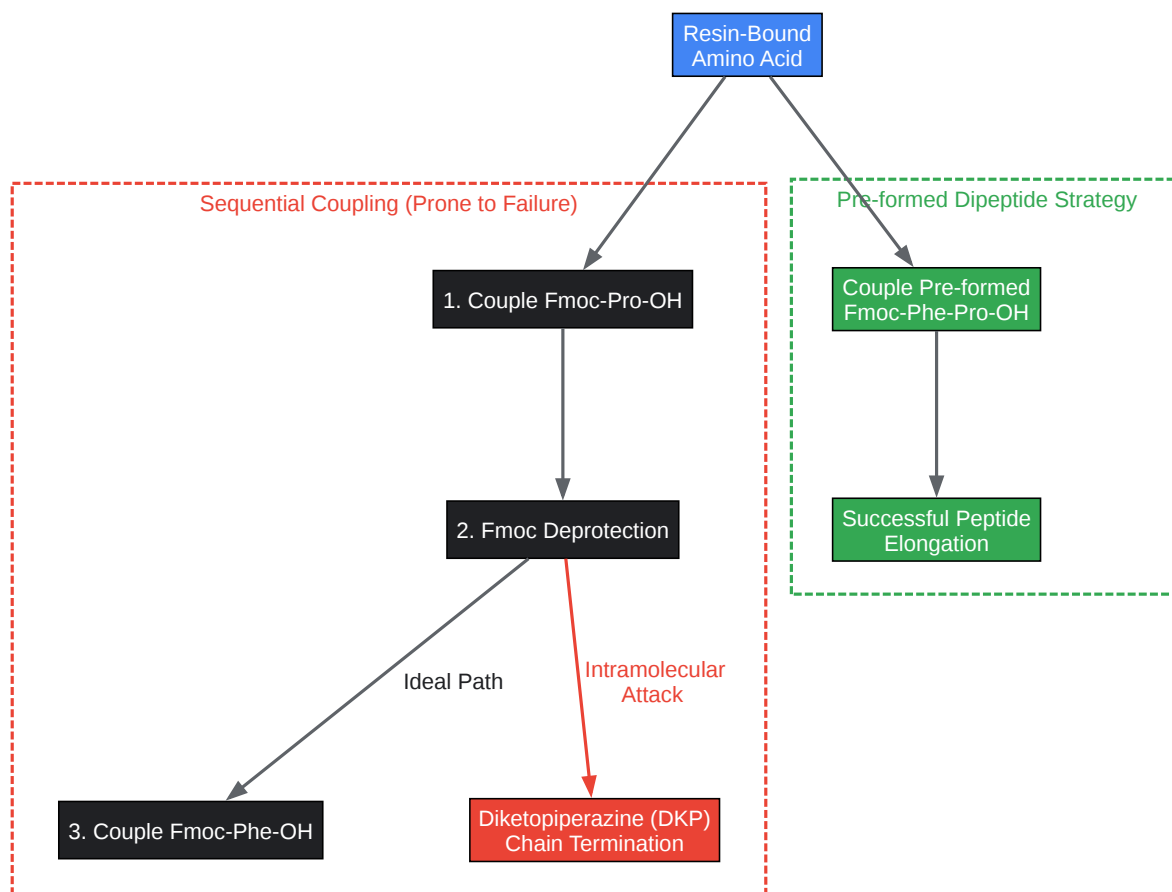 Resin-Bound
Amino Acid
Sequential Coupling (Prone to Failure)
Pre-formed Dipeptide Strategy
1. Couple Fmoc-Pro-OH
Couple Pre-formed
Fmoc-Phe-Pro-OH
2. Fmoc Deprotection
Successful Peptide
Elongation
Ideal Path
Intramolecular
Attack
3. Couple Fmoc-Phe-OH
Diketopiperazine (DKP)
Chain Termination